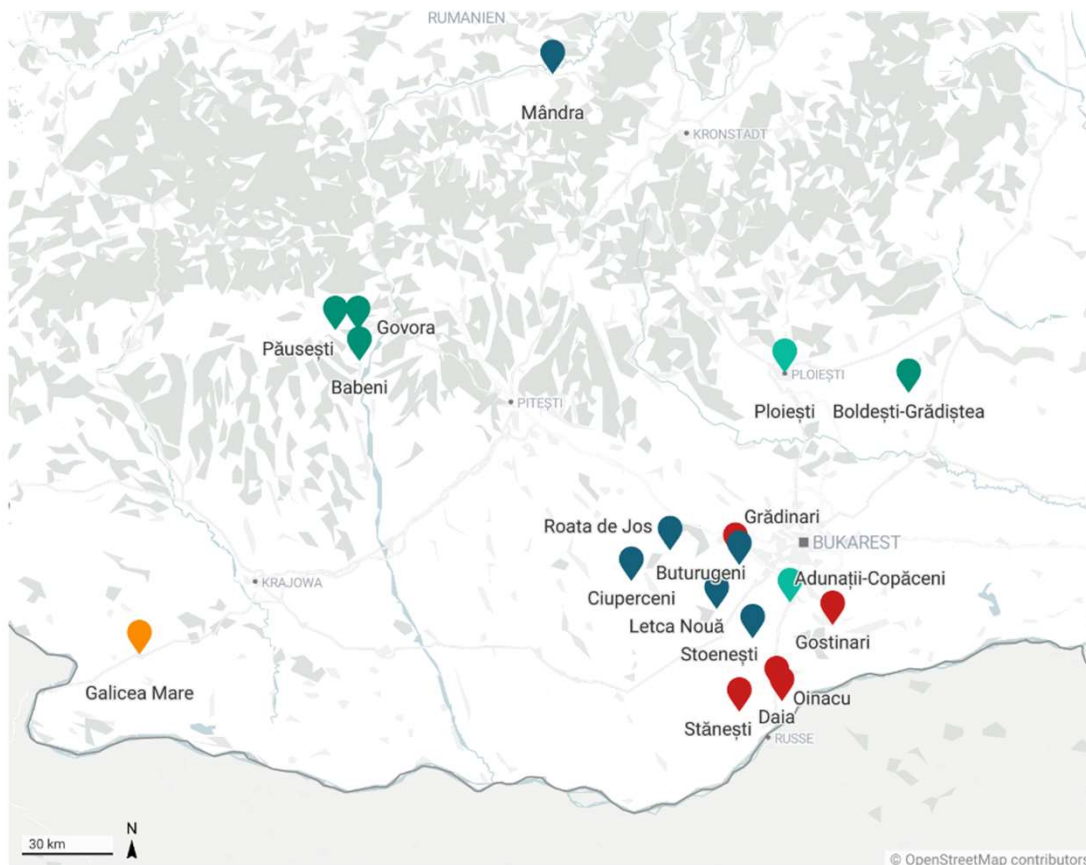 RUMANIEN
Mândra
KRONSTADT
Govora
Păusești
Babeni
PITEȘTI
PLOIEȘTI
Ploiești
Boldești-Grădiștea
Grădinari
Roata de Jos
BUKAREST
Buturugeni
Adunații-Copăceni
Ciuperceni
KRAJOWA
Letca Nouă
Gostinari
Stoenești
Galicea Mare
Oinacu
Daia
Stănești
RUSSE
30 km
N
© OpenStreetMap contributors